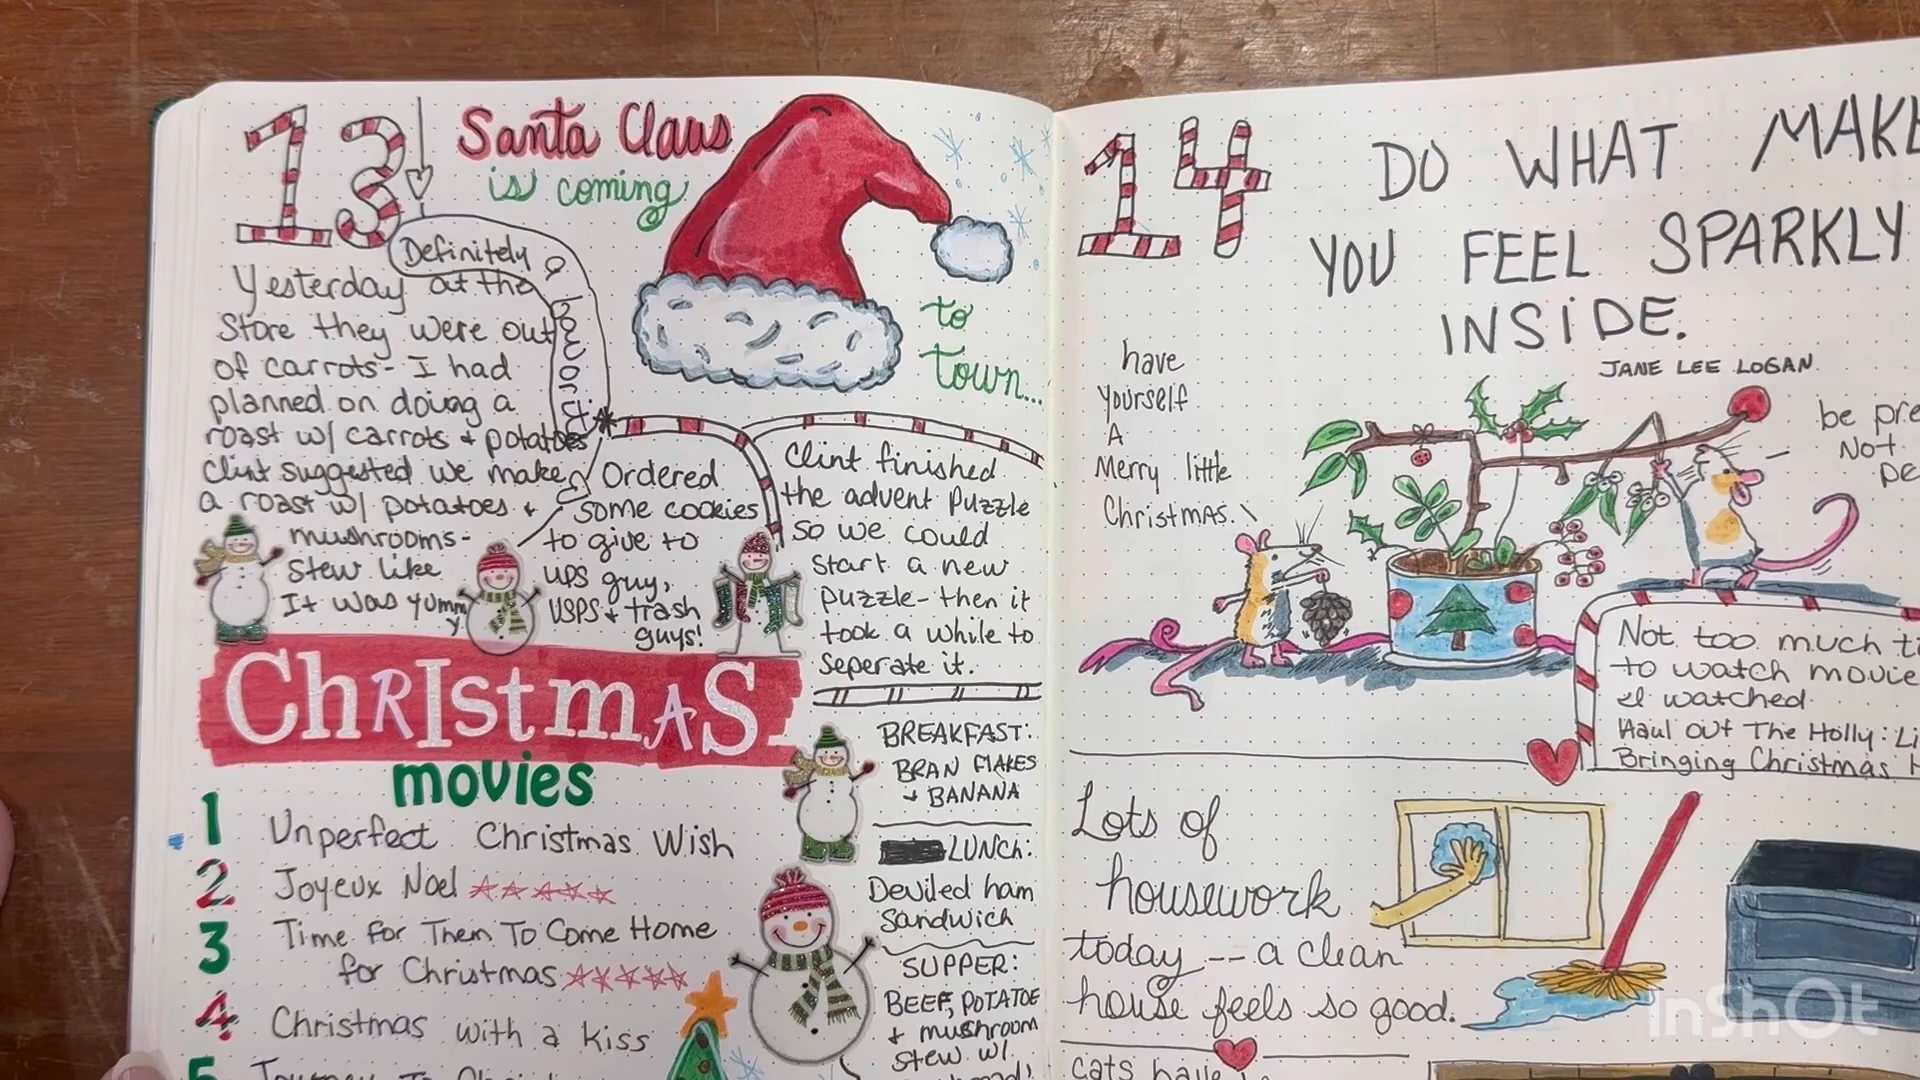 13
Santa Claus
is coming
to
town...
Definitely
a favorite
Yesterday at the
Store they were out
of carrots - I had
planned on doing a
roast w/ carrots + potatoes
Clint suggested we make
a roast w/ potatoes +
mushrooms -
stew like
It was yummy
Ordered
some cookies
to give to
UPS guy,
USPS + trash
guys!
Clint finished
the advent puzzle
so we could
start a new
puzzle - then it
took a while to
seperate it.
ChRIstmAS
movies
1 Unperfect Christmas Wish
2 Joyeux Noel
3 Time for Them To Come Home
for Christmas
4 Christmas with a kiss
5
BREAKFAST:
BRAN FLAKES
+ BANANA
LUNCH:
Deviled ham
Sandwich
SUPPER:
BEEF, POTATOE
+ mushroom
stew w/
14
DO WHAT MAKE
YOU FEEL SPARKLY
INSIDE.
JANE LEE LOGAN
have
yourself
A
Merry little
Christmas.
be pre
Not
pe
Not too much t
to watch movie
I watched
Haul out The Holly: Li
Bringing Christmas H
Lots of
housework
today -- a clean
house feels so good.
cats have
InShOt